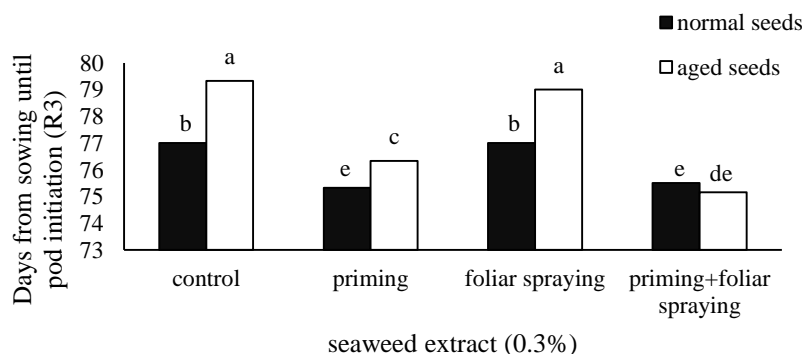 normal seeds
aged seeds
Days from sowing until
pod initiation (R3)
80
79
78
77
76
75
74
73
b
a
e
c
b
a
e
de
control
priming
foliar spraying
priming+foliar
spraying
seaweed extract (0.3%)